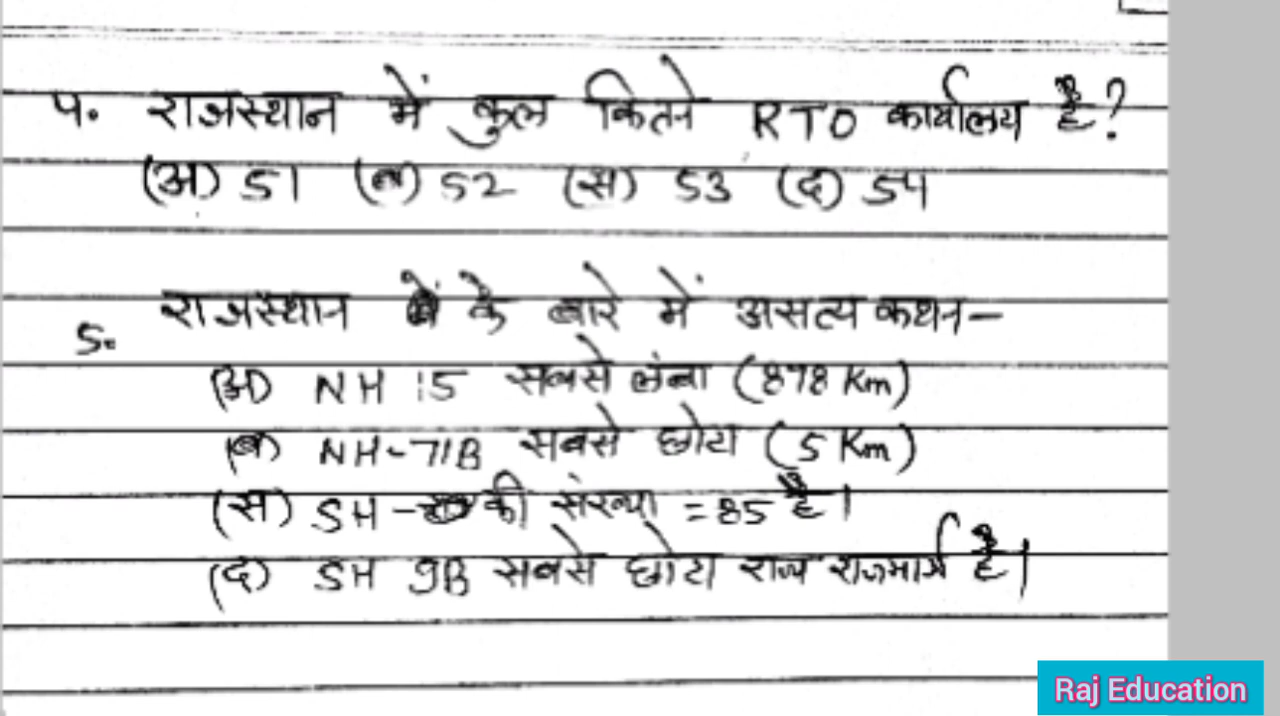 4. राजस्थान में कुल कितने RTO कार्यालय है?
(अ) 51 (ब) 52 (स) 53 (द) 54
5. राजस्थान के बारे में असत्य कथन-
(अ) NH 15 सबसे लंबा (878 Km)
(ब) NH-71B सबसे छोटा (5 Km)
(स) SH- की संख्या = 85 है।
(द) SH 9B सबसे छोटा राज्य राजमार्ग है।
Raj Education